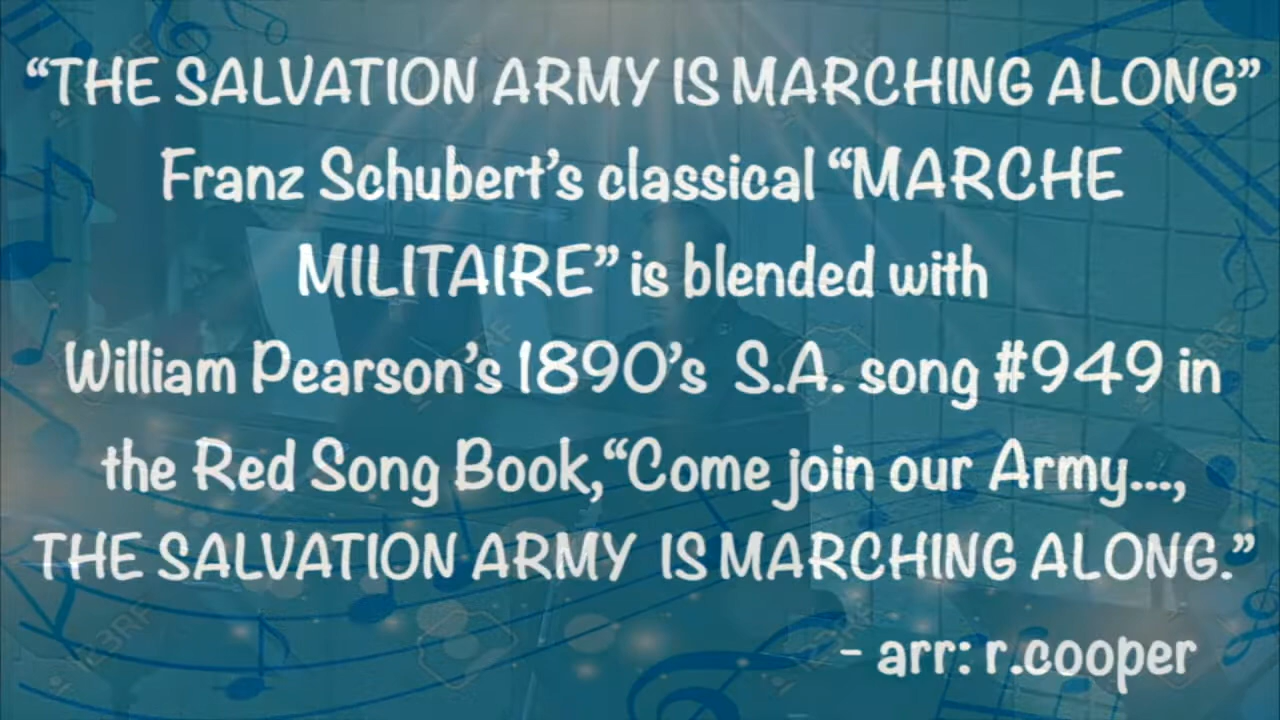 “THE SALVATION ARMY IS MARCHING ALONG”
Franz Schubert’s classical “MARCHE
MILITAIRE” is blended with
William Pearson’s 1890’s S.A. song #949 in
the Red Song Book,“Come join our Army...,
THE SALVATION ARMY IS MARCHING ALONG.”
- arr: r.cooper